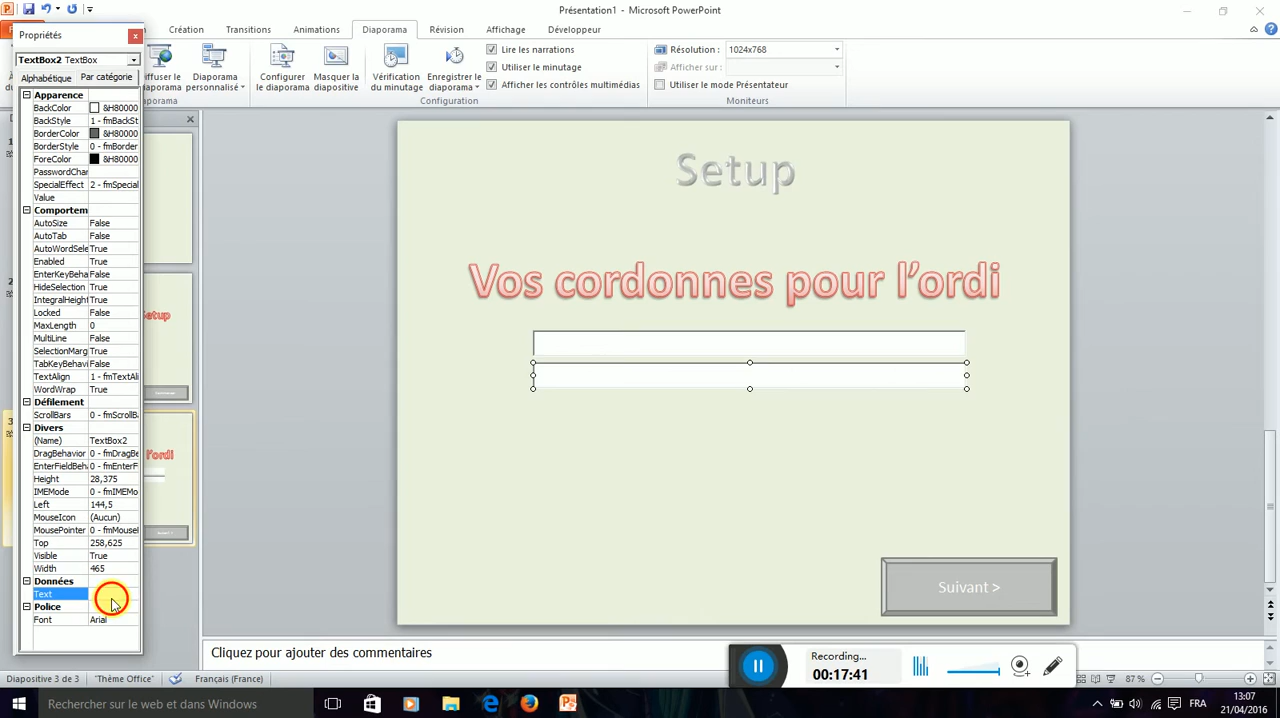 Présentation1 - Microsoft PowerPoint
Propriétés
Création Transitions Animations Diaporama Révision Affichage Développeur
TextBox2 TextBox
Alphabétique Par catégorie
Diaporama personnalisé
Configurer le diaporama
Masquer la diapositive
Vérification du minutage
Enregistrer le diaporama
Lire les narrations
Utiliser le minutage
Afficher les contrôles multimédias
Configuration
Résolution : 1024x768
Afficher sur :
Utiliser le mode Présentateur
Moniteurs
Apparence
BackColor &H80000
BackStyle 1 - fmBackSt
BorderColor &H80000
BorderStyle 0 - fmBorder
ForeColor &H80000
PasswordChar
SpecialEffect 2 - fmSpecial
Value
Comportem
AutoSize False
AutoTab False
AutoWordSele True
Enabled True
EnterKeyBeha False
HideSelection True
IntegralHeight True
Locked False
MaxLength 0
MultiLine False
SelectionMarg True
TabKeyBehavi False
TextAlign 1 - fmTextAli
WordWrap True
Défilement
ScrollBars 0 - fmScrollBa
Divers
(Name) TextBox2
DragBehavior 0 - fmDragBe
EnterFieldBeh 0 - fmEnterF
Height 28,375
IMEMode 0 - fmIMEMo
Left 144,5
MouseIcon (Aucun)
MousePointer 0 - fmMouseI
Top 258,625
Visible True
Width 465
Données
Text
Police
Font Arial
Setup
Vos cordonnes pour l'ordi
Suivant >
Cliquez pour ajouter des commentaires
Recording...
00:17:41
Diapositive 3 de 3 "Thème Office" Français (France) 87 %
Rechercher sur le web et dans Windows
FRA
13:07
21/04/2016